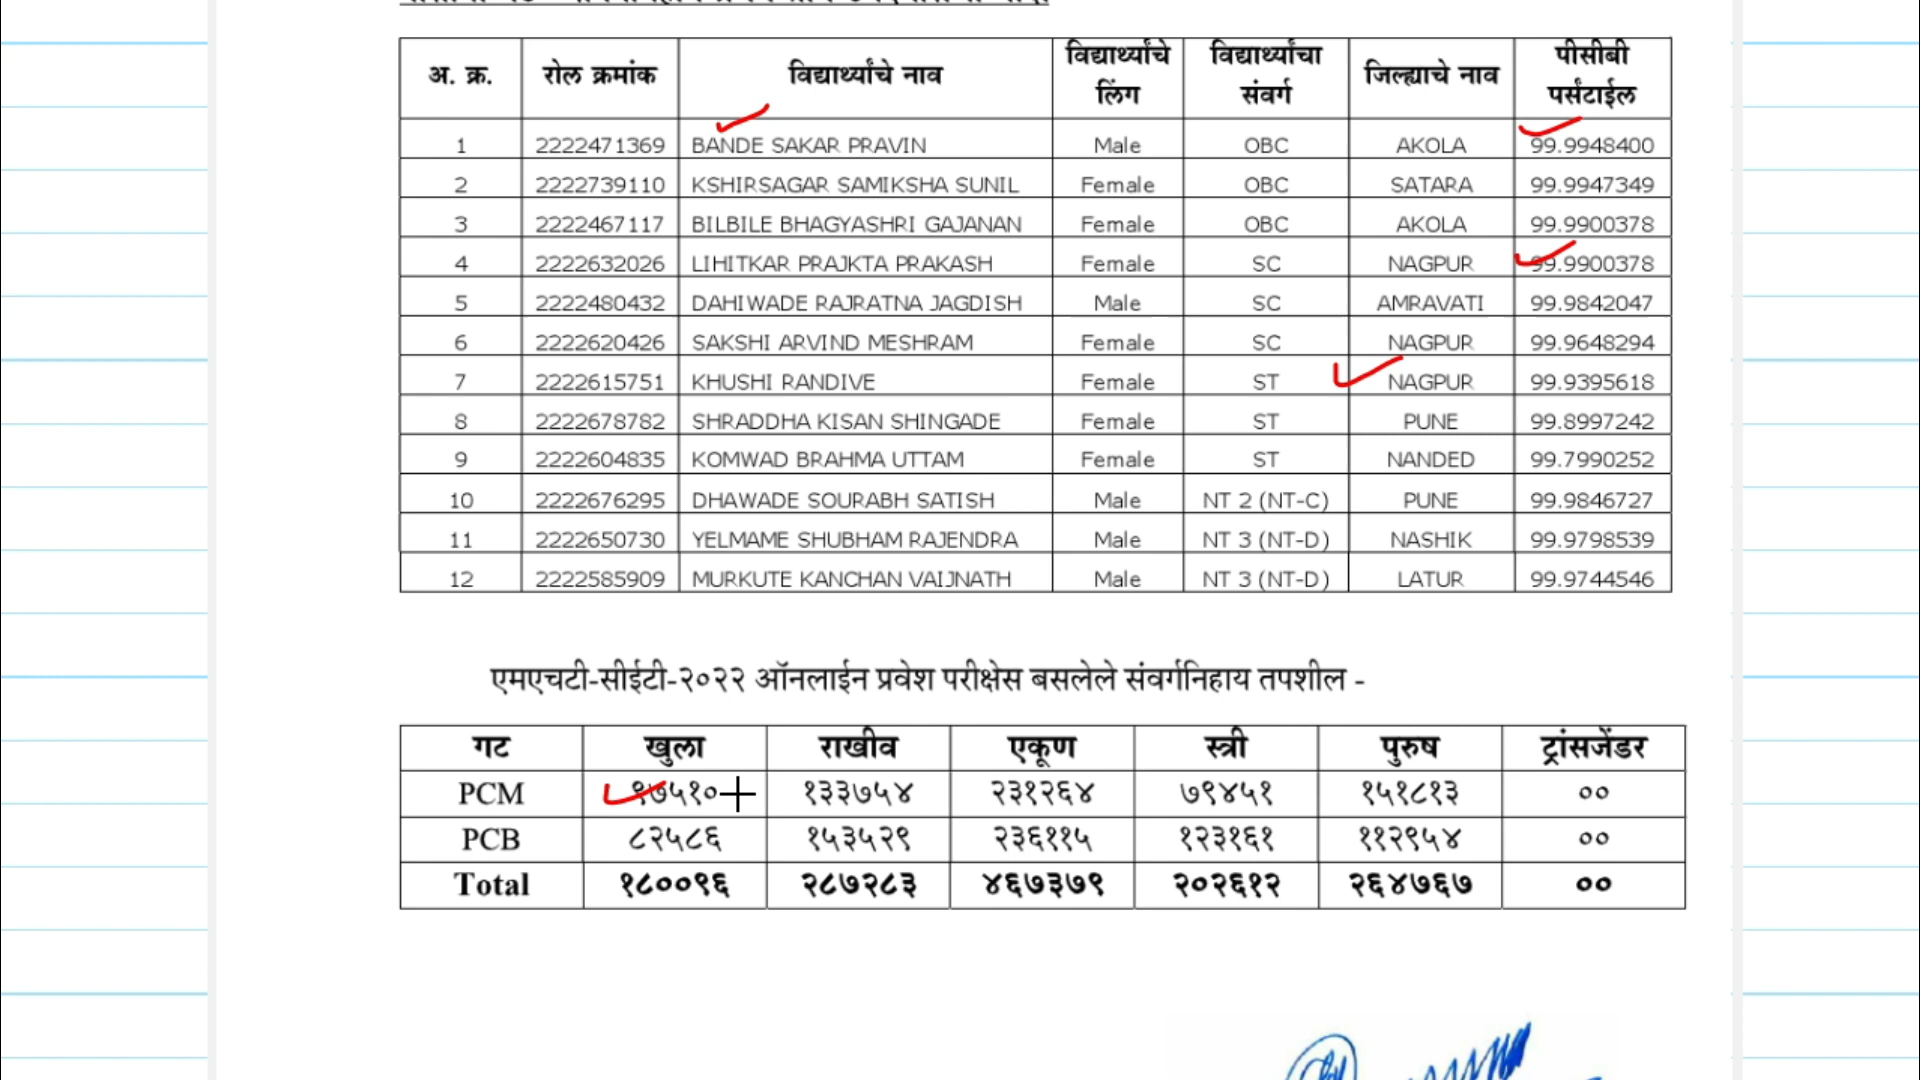 अ. क्र. रोल क्रमांक विद्यार्थ्यांचे नाव विद्यार्थ्यांचे लिंग विद्यार्थ्यांचा संवर्ग जिल्ह्याचे नाव पीसीबी पर्संटाईल
1 2222471369 BANDE SAKAR PRAVIN Male OBC AKOLA 99.9948400
2 2222739110 KSHIRSAGAR SAMIKSHA SUNIL Female OBC SATARA 99.9947349
3 2222467117 BILBILE BHAGYASHRI GAJANAN Female OBC AKOLA 99.9900378
4 2222632026 LIHITKAR PRAJKTA PRAKASH Female SC NAGPUR 99.9900378
5 2222480432 DAHIWADE RAJRATNA JAGDISH Male SC AMRAVATI 99.9842047
6 2222620426 SAKSHI ARVIND MESHRAM Female SC NAGPUR 99.9648294
7 2222615751 KHUSHI RANDIVE Female ST NAGPUR 99.9395618
8 2222678782 SHRADDHA KISAN SHINGADE Female ST PUNE 99.8997242
9 2222604835 KOMWAD BRAHMA UTTAM Female ST NANDED 99.7990252
10 2222676295 DHAWADE SOURABH SATISH Male NT 2 (NT-C) PUNE 99.9846727
11 2222650730 YELMAME SHUBHAM RAJENDRA Male NT 3 (NT-D) NASHIK 99.9798539
12 2222585909 MURKUTE KANCHAN VAIJNATH Male NT 3 (NT-D) LATUR 99.9744546
एमएचटी-सीईटी-२०२२ ऑनलाईन प्रवेश परीक्षेस बसलेले संवर्गनिहाय तपशील -
गट खुला राखीव एकूण स्त्री पुरुष ट्रांसजेंडर
PCM ९७५१० १३३७५४ २३१२६४ ७९४५१ १५१८१३ ००
PCB ८२५८६ १५३५२९ २३६११५ १२३१६१ ११२९५४ ००
Total १८००९६ २८७२८३ ४६७३७९ २०२६१२ २६४७६७ ००